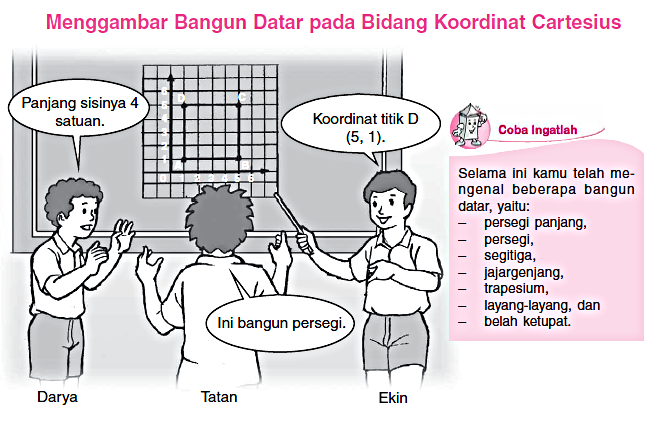 Menggambar Bangun Datar pada Bidang Koordinat Cartesius
Panjang sisinya 4
satuan.
Koordinat titik D
(5, 1).
Ini bangun persegi.
Darya
Tatan
Ekin
Coba Ingatlah
Selama ini kamu telah me-
ngenal beberapa bangun
datar, yaitu:
– persegi panjang,
– persegi,
– segitiga,
– jajargenjang,
– trapesium,
– layang-layang, dan
– belah ketupat.